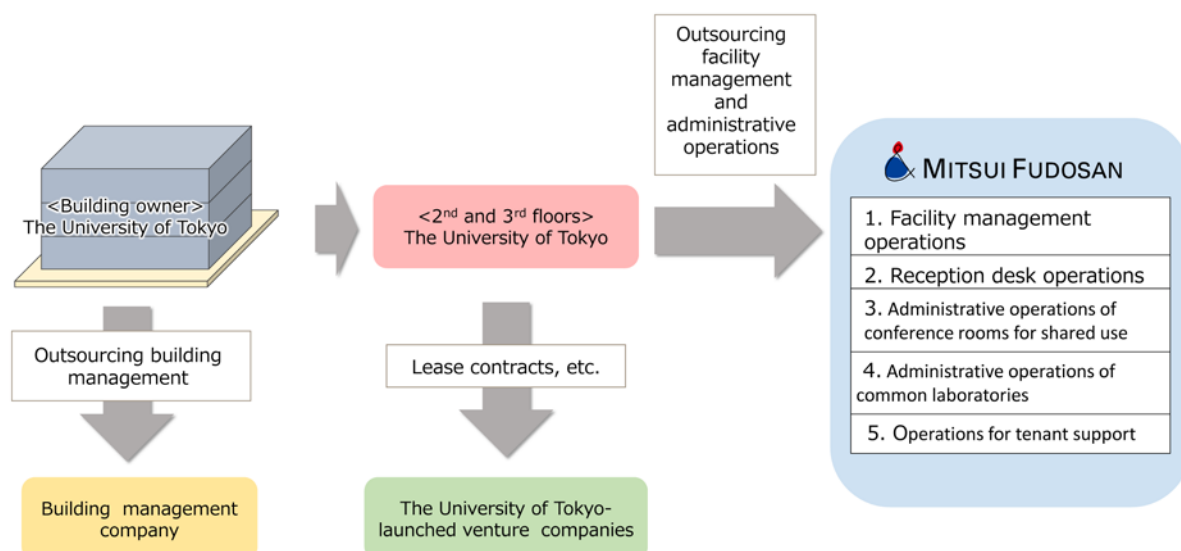 Outsourcing
facility
management
and
administrative
operations
<Building owner>
The University of Tokyo
<2nd and 3rd floors>
The University of Tokyo
MITSUI FUDOSAN
1. Facility management
operations
2. Reception desk operations
3. Administrative operations of
conference rooms for shared use
4. Administrative operations of
common laboratories
5. Operations for tenant support
Outsourcing building
management
Lease contracts, etc.
Building management
company
The University of Tokyo-
launched venture companies